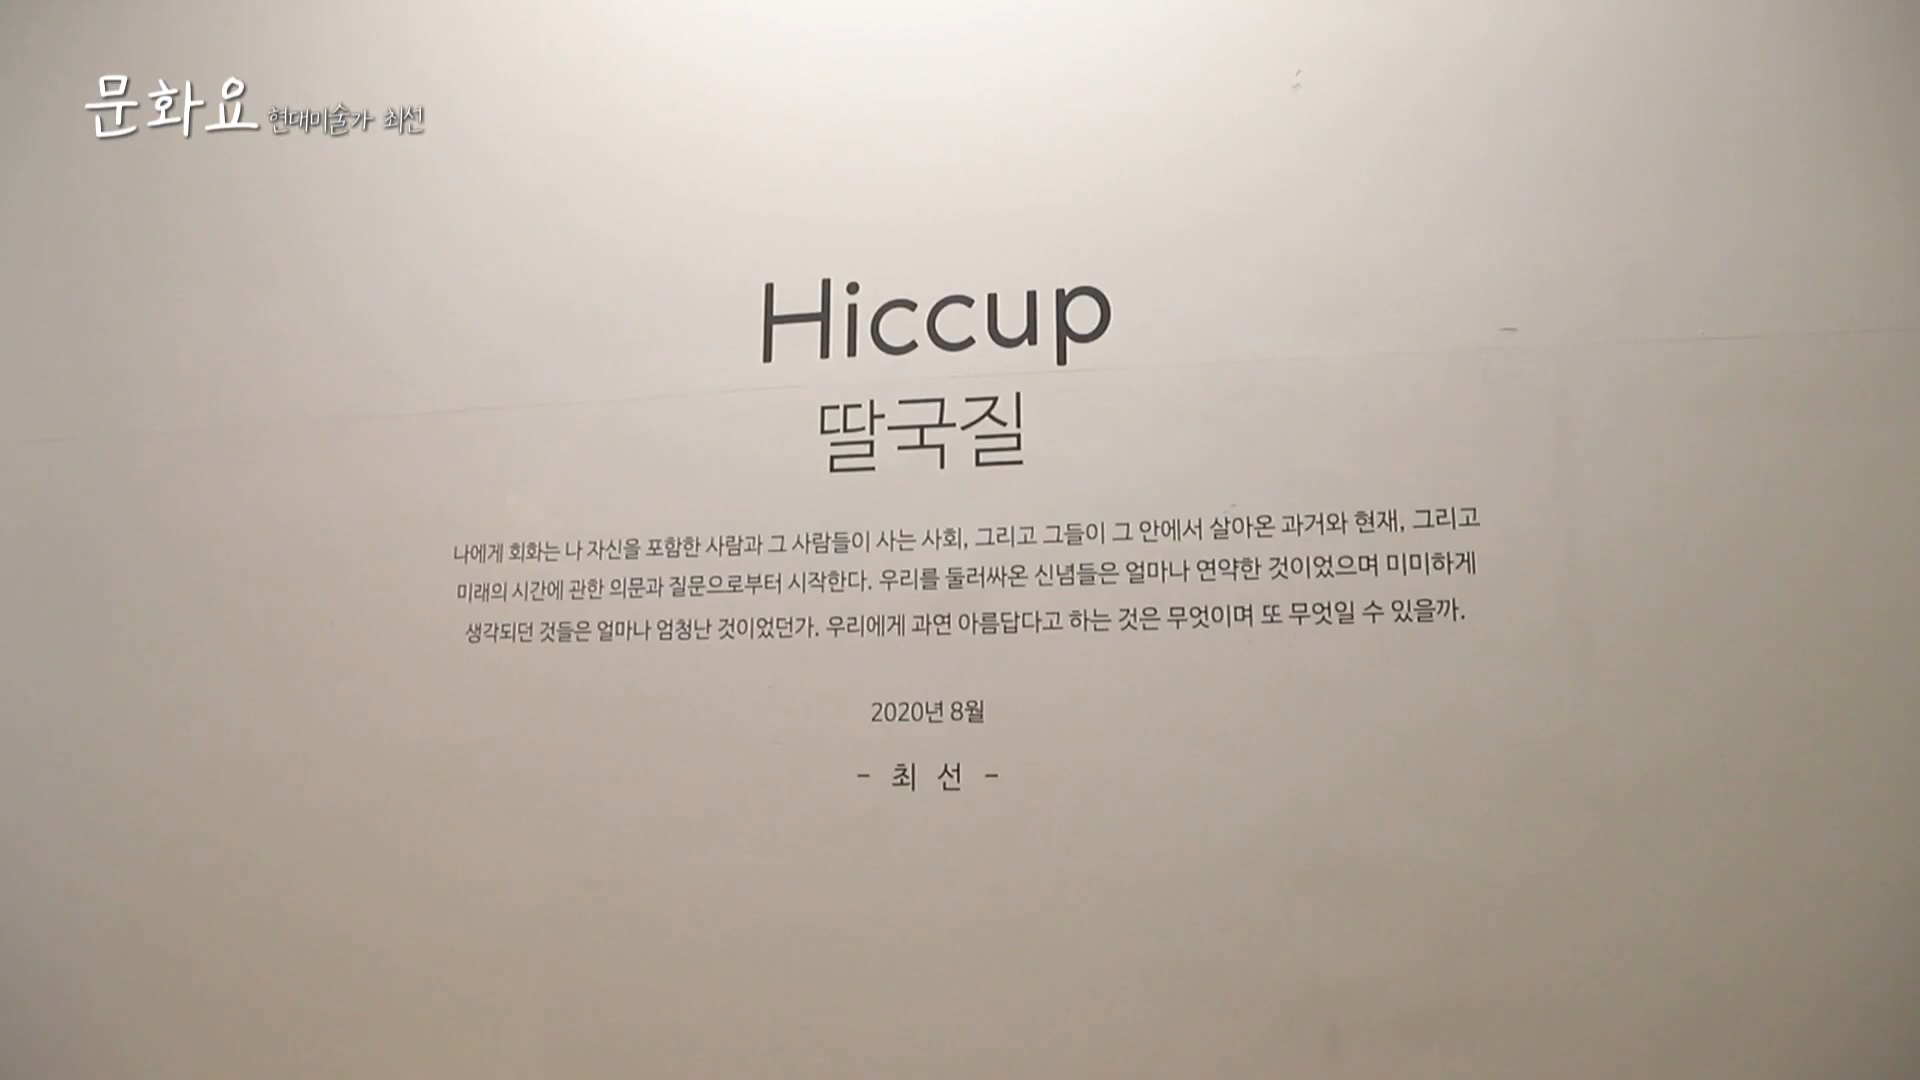 문화요 현대미술가 최선
Hiccup
딸국질
나에게 회화는 나 자신을 포함한 사람과 그 사람들이 사는 사회, 그리고 그들이 그 안에서 살아온 과거와 현재, 그리고
미래의 시간에 관한 의문과 질문으로부터 시작한다. 우리를 둘러싸온 신념들은 얼마나 연약한 것이었으며 미미하게
생각되던 것들은 얼마나 엄청난 것이었던가. 우리에게 과연 아름답다고 하는 것은 무엇이며 또 무엇일 수 있을까.
2020년 8월
- 최 선 -